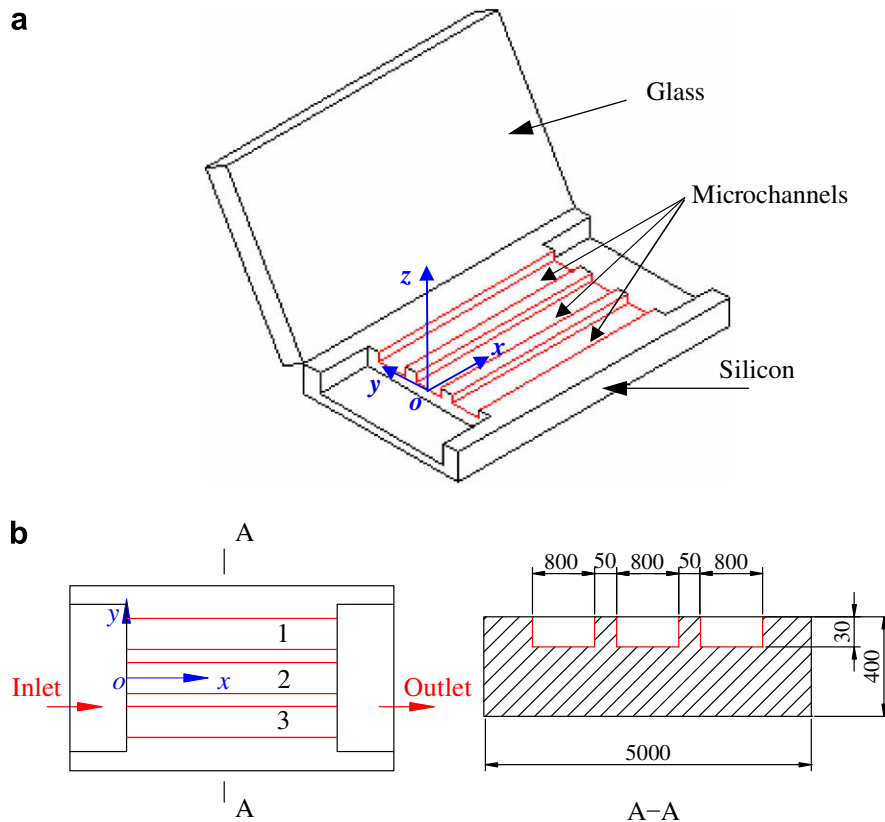 a
Glass
Microchannels
z
x
y
o
Silicon
b
A
800 50 800 50 800
y
1
30
400
Inlet
o
x
2
Outlet
3
5000
A
A–A